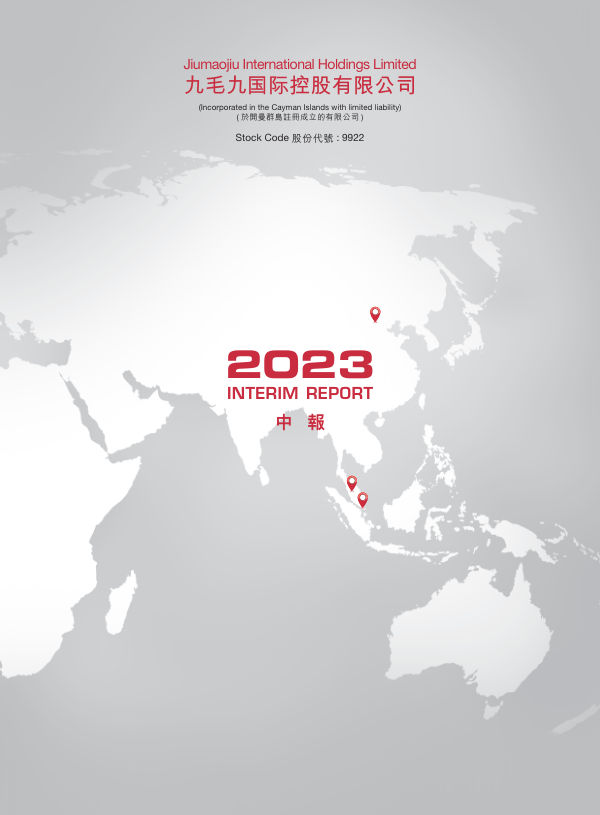 Jiumaojiu International Holdings Limited
九毛九国际控股有限公司
(Incorporated in the Cayman Islands with limited liability)
(於開曼群島註冊成立的有限公司)
Stock Code 股份代號 : 9922
2023
INTERIM REPORT
中 報